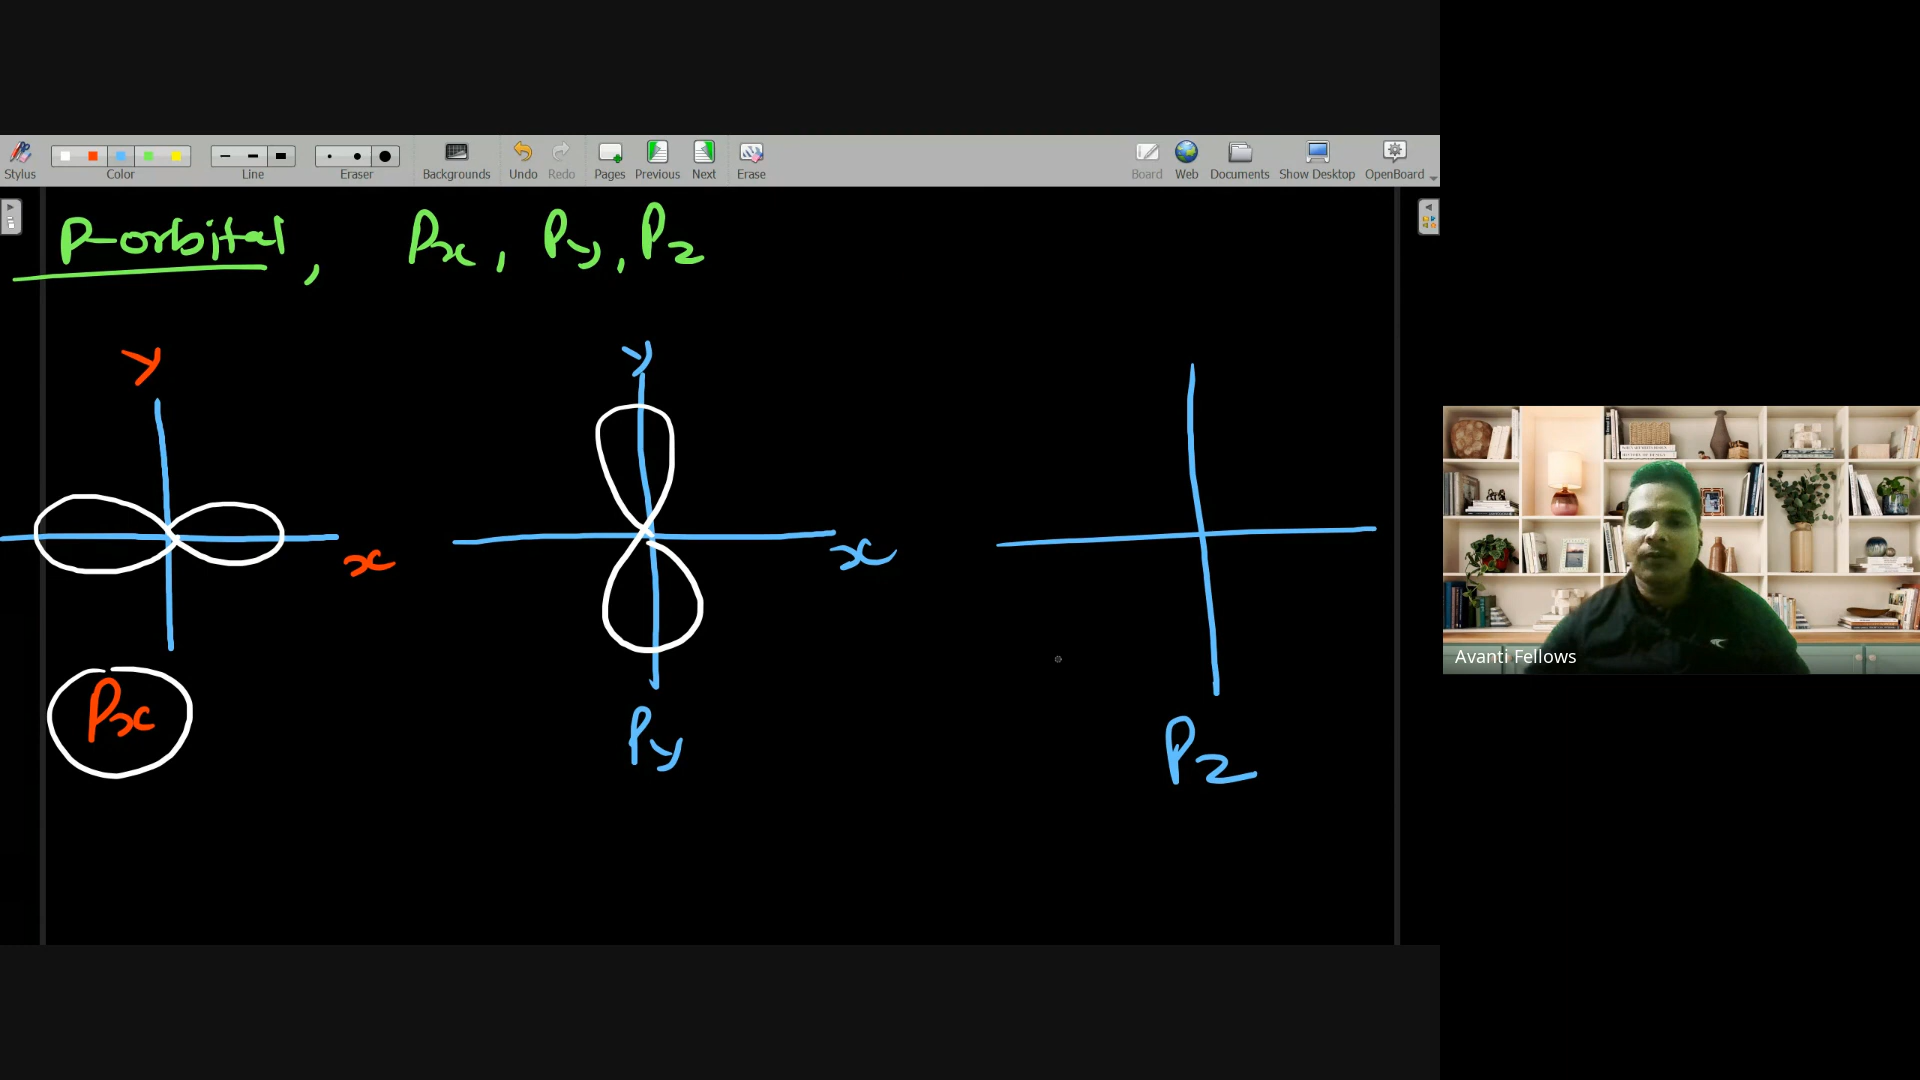 Stylus Color Line Eraser Backgrounds Undo Redo Pages Previous Next Erase Board Web Documents Show Desktop OpenBoard
P-orbital, Px, Py, Pz
y
y
x
x
Px
Py
Pz
Avanti Fellows